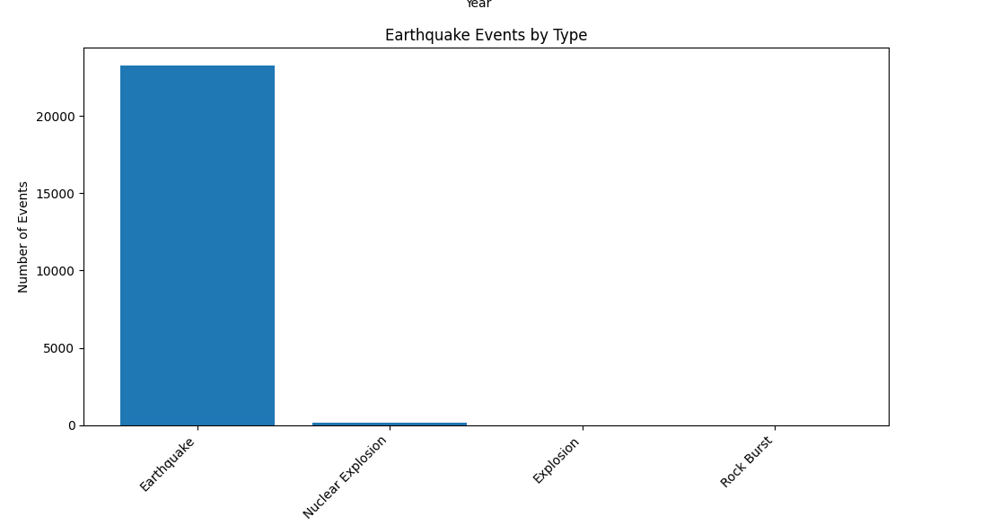 Year
Earthquake Events by Type
Number of Events
20000
15000
10000
5000
0
Earthquake
Nuclear Explosion
Explosion
Rock Burst